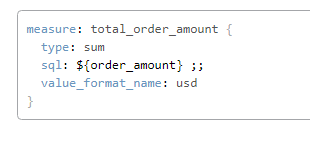 measure: total_order_amount {
  type: sum
  sql: ${order_amount} ;;
  value_format_name: usd
}